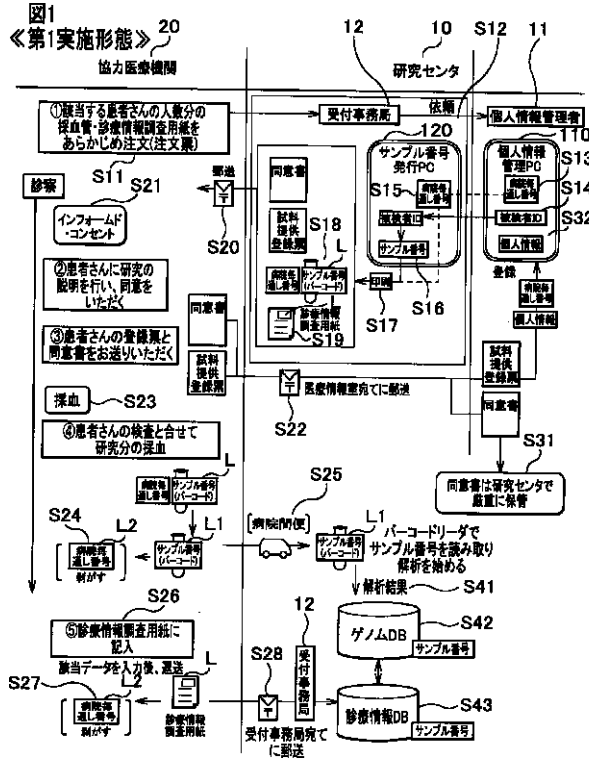 図1
≪第1実施形態≫
20
協力医療機関
10
研究センタ
12
S12
11
①該当する患者さんの人数分の
採血管・診療情報調査用紙を
あらかじめ注文(注文票)
S11
受付事務局
依頼
個人情報管理者
120
サンプル番号
発行PC
110
個人情報
管理PC
S13
病院毎
通し番号
S14
被検者ID
S32
個人情報
S15
病院毎
通し番号
被検者ID
サンプル番号
S16
登録
病院毎
通し番号
個人情報
診察
S21
インフォームド
・コンセント
郵送
〒
S20
同意書
試料
提供
登録票
S18
L
病院毎
通し番号
サンプル番号
(バーコード)
印刷
S17
診療情報
調査用紙
S19
②患者さんに研究の
説明を行い、同意を
いただく
③患者さんの登録票と
同意書をお送りいただく
同意書
試料
提供
登録票
〒
医療情報室宛てに郵送
S22
試料
提供
登録票
同意書
採血
S23
S31
同意書は研究センタで
厳重に保管
④患者さんの検査と合せて
研究分の採血
L
病院毎
通し番号
サンプル番号
(バーコード)
S24
L2
病院毎
通し番号
剥がす
L1
サンプル番号
(バーコード)
S25
[病院間便]
L1
サンプル番号
(バーコード)
バーコードリーダで
サンプル番号を読み取り
解析を始める
解析結果
S41
ゲノムDB
S42
サンプル番号
S26
⑤診療情報調査用紙に
記入
該当データを入力後、返送
S27
L2
病院毎
通し番号
剥がす
L
診療情報
調査用紙
S28
〒
受付事務局宛て
に郵送
12
受付事務局
診療情報DB
S43
サンプル番号